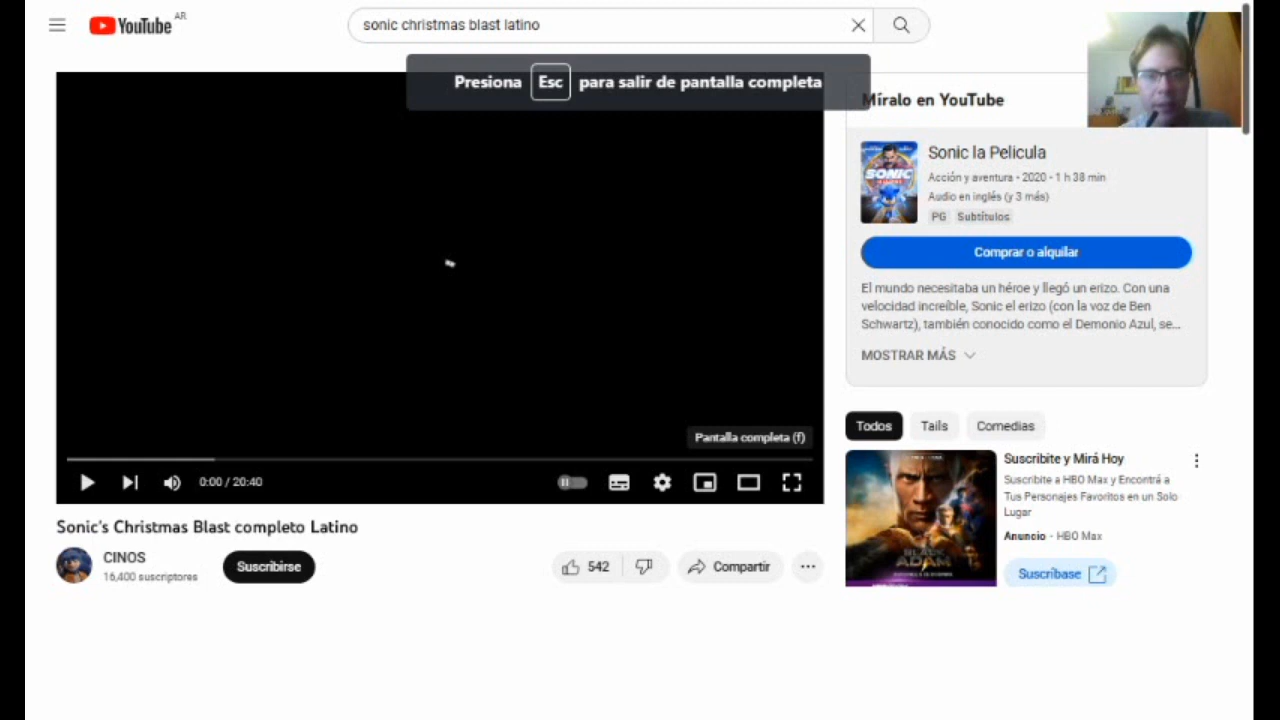 YouTube AR
sonic christmas blast latino
Presiona Esc para salir de pantalla completa
Míralo en YouTube
SONIC
Sonic la Pelicula
Acción y aventura • 2020 • 1 h 38 min
Audio en inglés (y 3 más)
PG Subtítulos
Comprar o alquilar
El mundo necesitaba un héroe y llegó un erizo. Con una
velocidad increíble, Sonic el erizo (con la voz de Ben
Schwartz), también conocido como el Demonio Azul, se...
MOSTRAR MÁS
Pantalla completa (f)
0:00 / 20:40
Sonic's Christmas Blast completo Latino
CINOS
16,400 suscriptores
Suscribirse
542
Compartir
Todos
Tails
Comedias
BLACK
ADAM
Suscribite y Mirá Hoy
Suscribite a HBO Max y Encontrá a
Tus Personajes Favoritos en un Solo
Lugar
Anuncio • HBO Max
Suscríbase